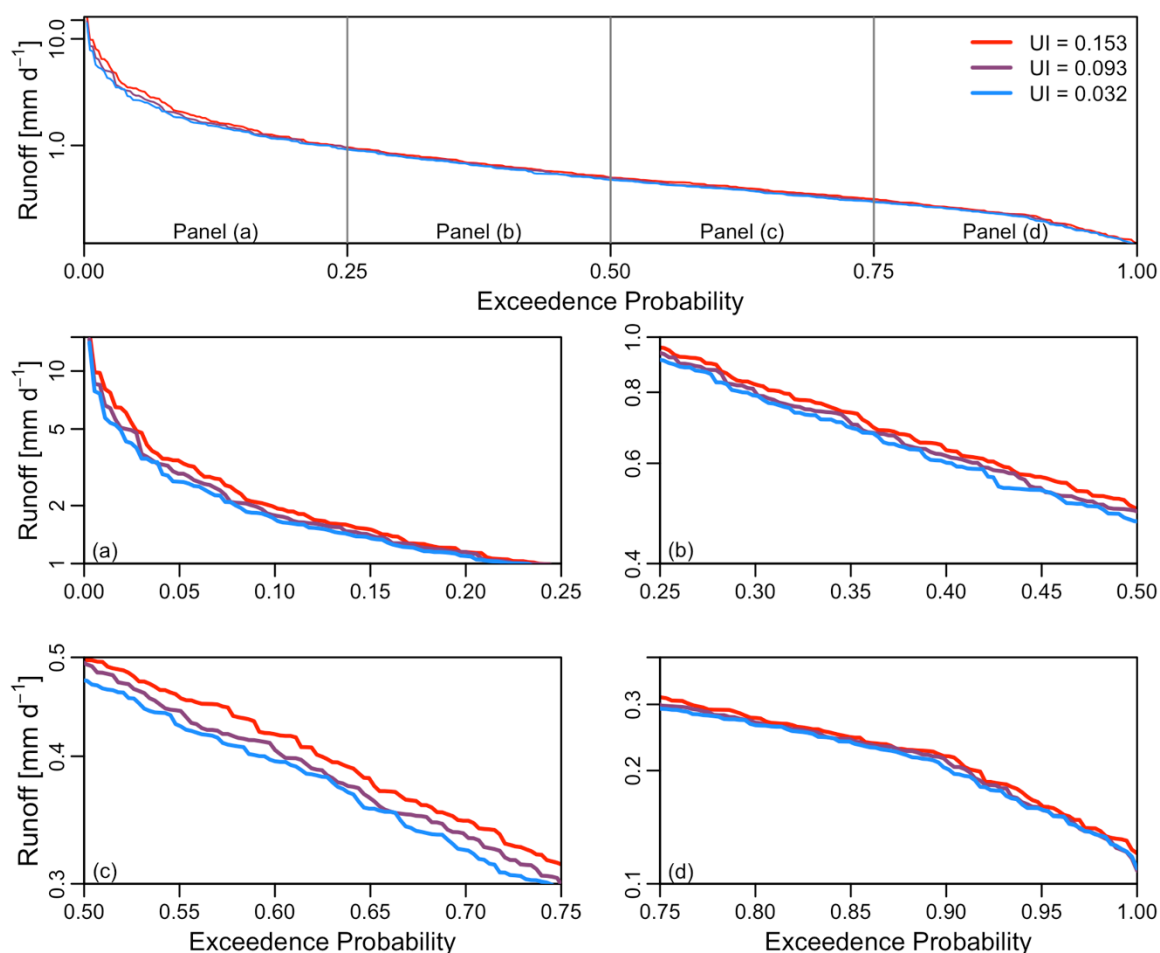 Runoff [mm d⁻¹]
10.0
1.0
UI = 0.153
UI = 0.093
UI = 0.032
Panel (a)
Panel (b)
Panel (c)
Panel (d)
0.00
0.25
0.50
0.75
1.00
Exceedence Probability
Runoff [mm d⁻¹]
10
5
2
1
(a)
0.00
0.05
0.10
0.15
0.20
0.25
1.0
0.8
0.6
0.4
(b)
0.25
0.30
0.35
0.40
0.45
0.50
Runoff [mm d⁻¹]
0.5
0.4
0.3
(c)
0.50
0.55
0.60
0.65
0.70
0.75
Exceedence Probability
0.3
0.2
0.1
(d)
0.75
0.80
0.85
0.90
0.95
1.00
Exceedence Probability